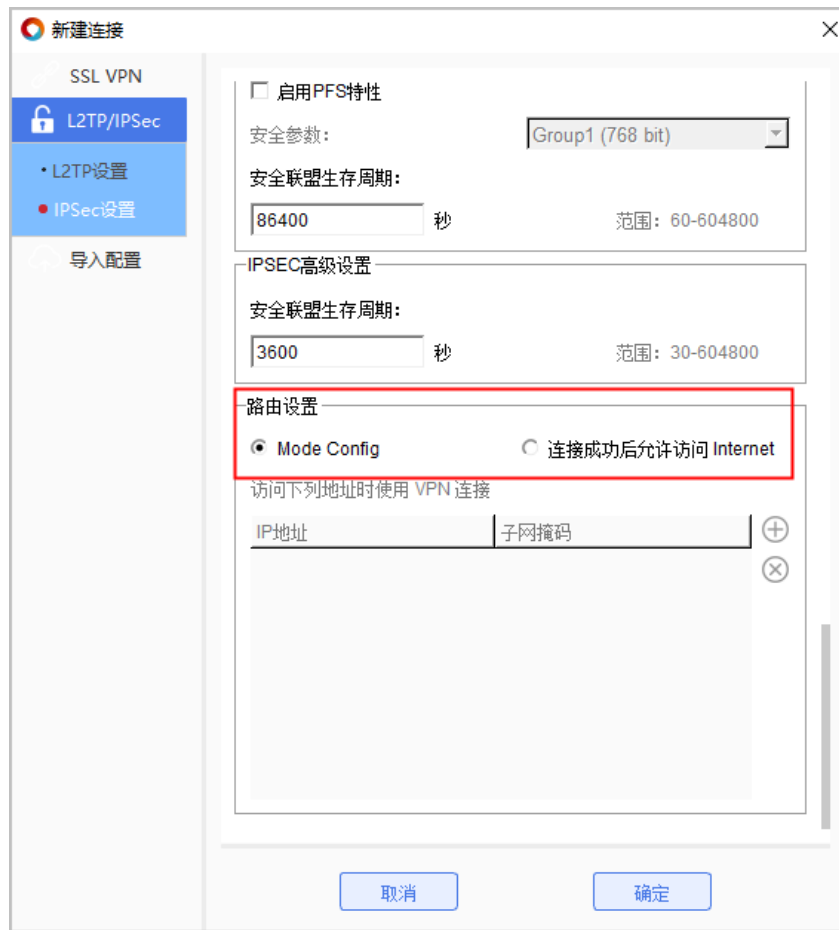 新建连接
SSL VPN
L2TP/IPSec
L2TP设置
IPSec设置
导入配置
启用PFS特性
安全参数:
Group1 (768 bit)
安全联盟生存周期:
86400 秒 范围: 60-604800
IPSEC高级设置
安全联盟生存周期:
3600 秒 范围: 30-604800
路由设置
Mode Config 连接成功后允许访问 Internet
访问下列地址时使用 VPN 连接
IP地址 子网掩码
取消 确定